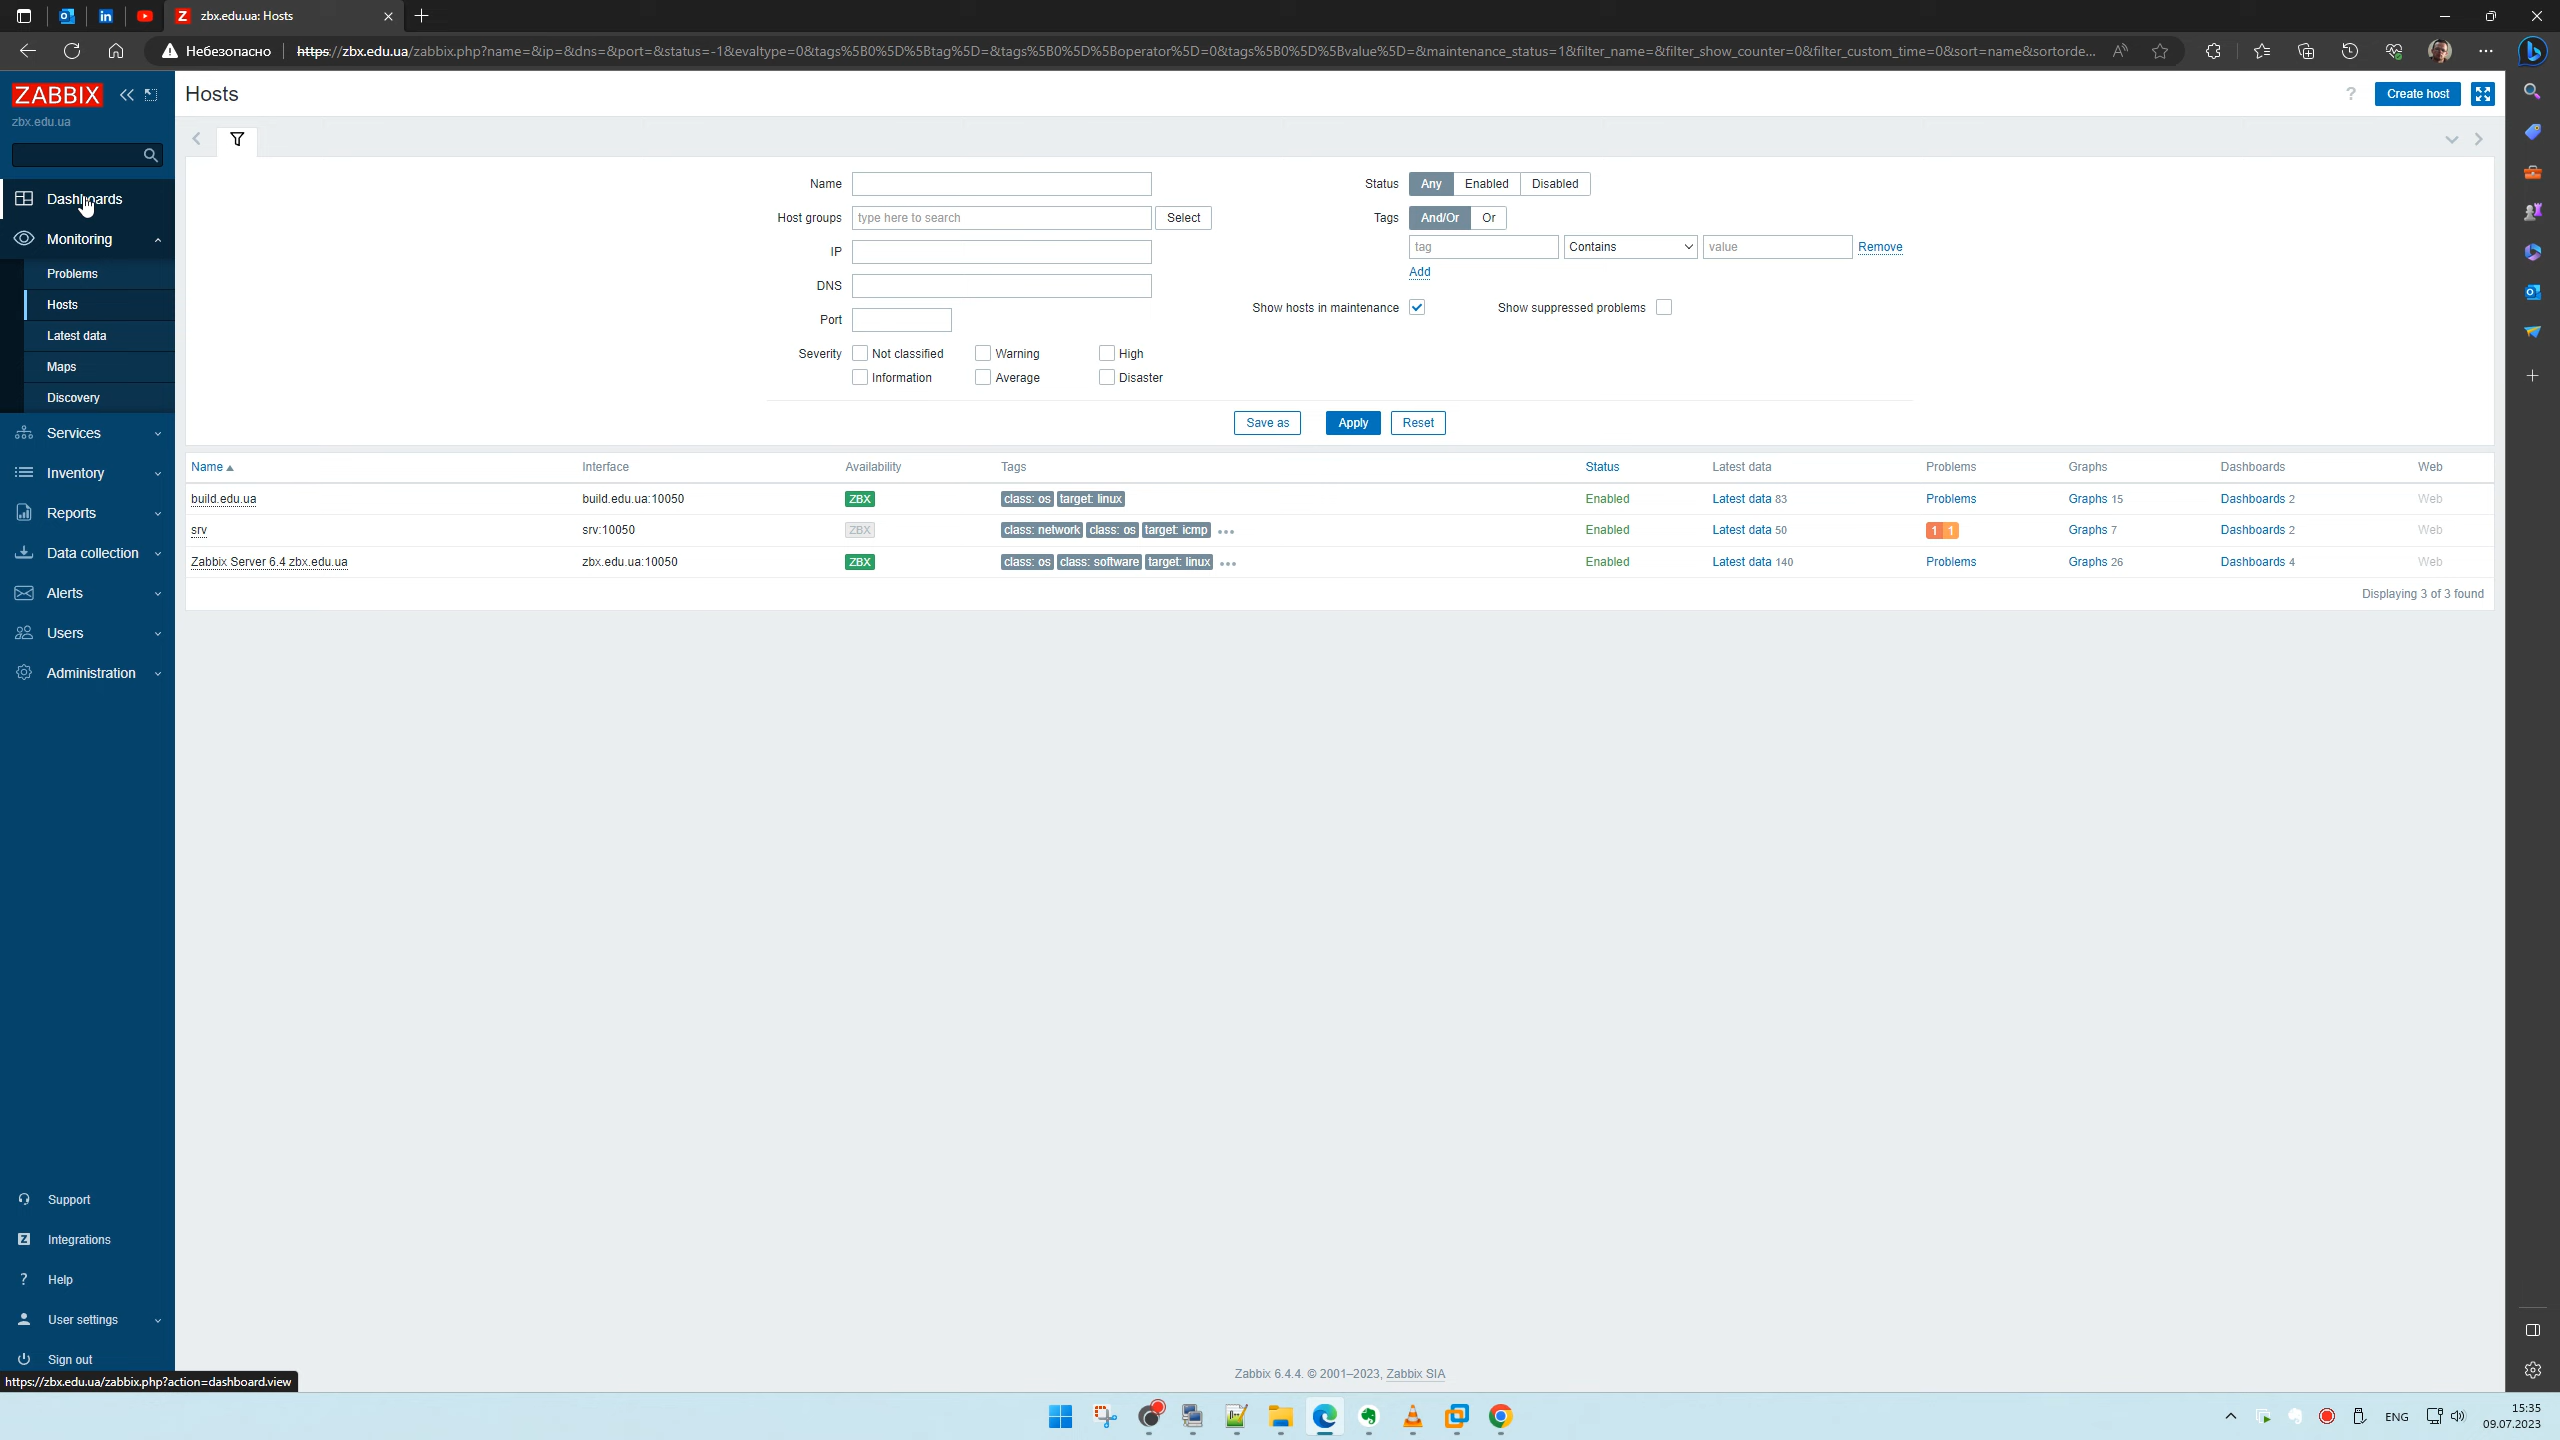 zbx.edu.ua: Hosts
Небезопасно https://zbx.edu.ua/zabbix.php?name=&ip=&dns=&port=&status=-1&evaltype=0&tags%5B0%5D%5Btag%5D=&tags%5B0%5D%5Boperator%5D=0&tags%5B0%5D%5Bvalue%5D=&maintenance_status=1&filter_name=&filter_show_counter=0&filter_custom_time=0&sort=name&sortorde...
ZABBIX
zbx.edu.ua
Dashboards
Monitoring
Problems
Hosts
Latest data
Maps
Discovery
Services
Inventory
Reports
Data collection
Alerts
Users
Administration
Support
Integrations
? Help
User settings
Sign out
https://zbx.edu.ua/zabbix.php?action=dashboard.view
Hosts
? Create host
Name
Host groups type here to search Select
IP
DNS
Port
Severity Not classified Warning High
Information Average Disaster
Status Any Enabled Disabled
Tags And/Or Or
tag Contains value Remove
Add
Show hosts in maintenance Show suppressed problems
Save as Apply Reset
Name Interface Availability Tags Status Latest data Problems Graphs Dashboards Web
build.edu.ua build.edu.ua:10050 ZBX class: os target: linux Enabled Latest data 83 Problems Graphs 15 Dashboards 2 Web
srv srv:10050 ZBX class: network class: os target: icmp ••• Enabled Latest data 50 1 1 Graphs 7 Dashboards 2 Web
Zabbix Server 6.4 zbx.edu.ua zbx.edu.ua:10050 ZBX class: os class: software target: linux ••• Enabled Latest data 140 Problems Graphs 26 Dashboards 4 Web
Displaying 3 of 3 found
Zabbix 6.4.4. © 2001–2023, Zabbix SIA
ENG
15:35
09.07.2023